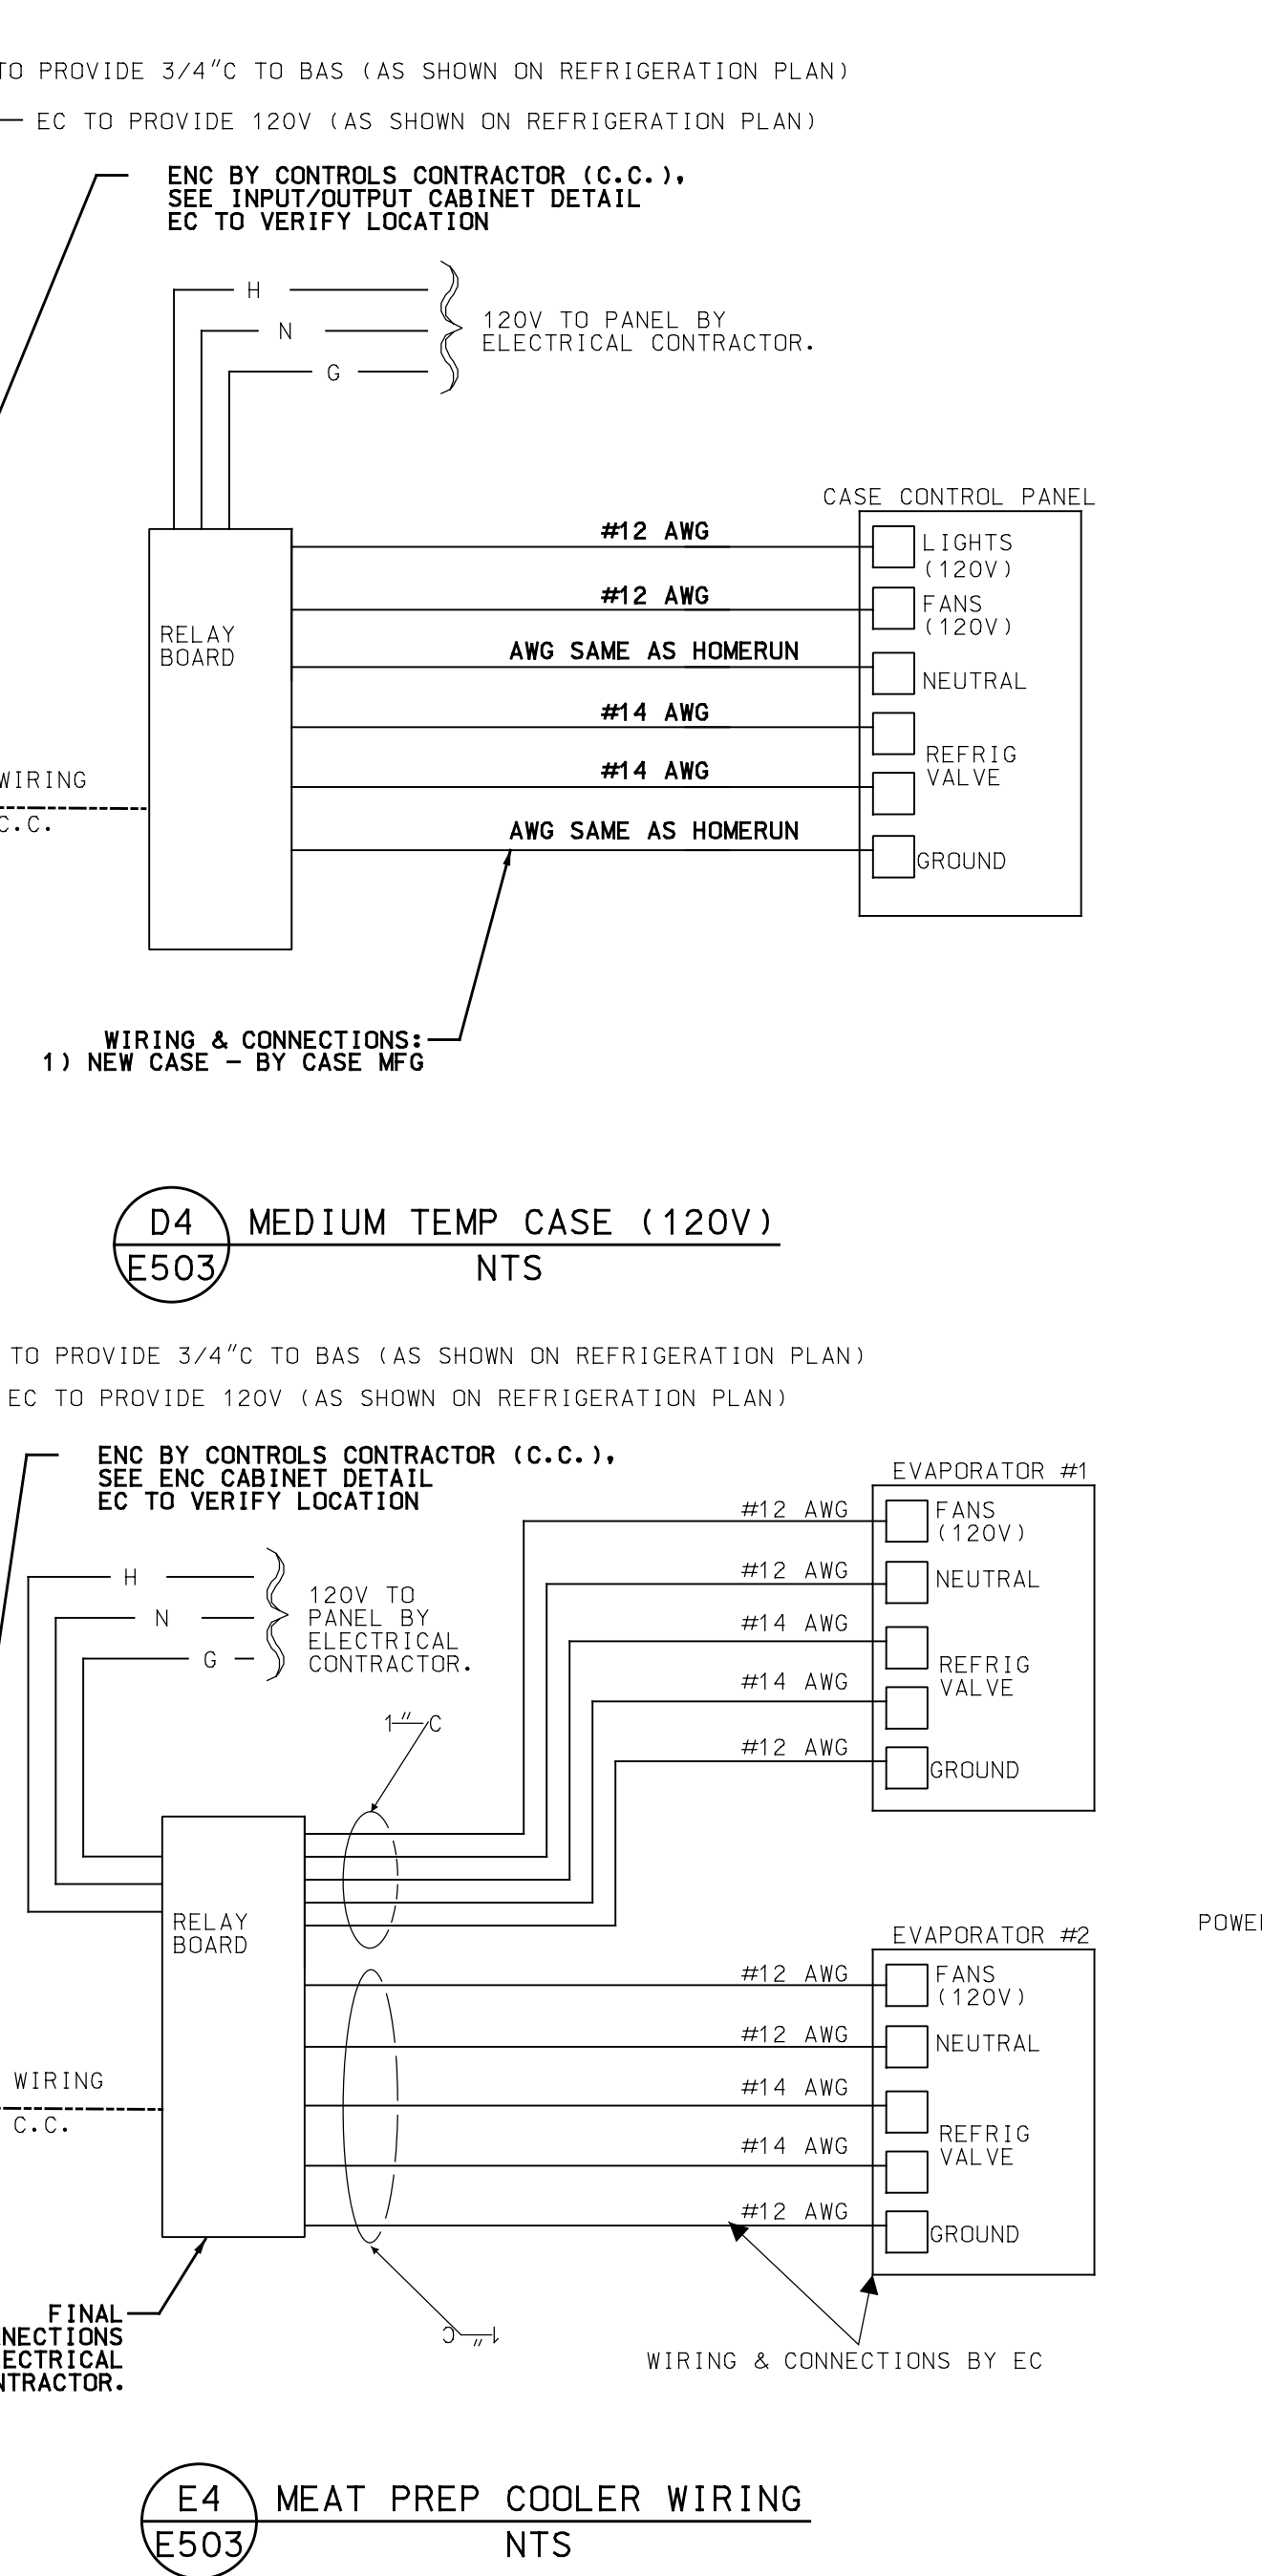 TO PROVIDE 3/4"C TO BAS (AS SHOWN ON REFRIGERATION PLAN)
EC TO PROVIDE 120V (AS SHOWN ON REFRIGERATION PLAN)
ENC BY CONTROLS CONTRACTOR (C.C.),
SEE INPUT/OUTPUT CABINET DETAIL
EC TO VERIFY LOCATION
H
N
G
120V TO PANEL BY
ELECTRICAL CONTRACTOR.
CASE CONTROL PANEL
#12 AWG
LIGHTS
(120V)
#12 AWG
FANS
(120V)
RELAY
BOARD
AWG SAME AS HOMERUN
NEUTRAL
#14 AWG
REFRIG
VALVE
#14 AWG
WIRING
C.C.
AWG SAME AS HOMERUN
GROUND
WIRING & CONNECTIONS:
1) NEW CASE - BY CASE MFG
D4
E503
MEDIUM TEMP CASE (120V)
NTS
TO PROVIDE 3/4"C TO BAS (AS SHOWN ON REFRIGERATION PLAN)
EC TO PROVIDE 120V (AS SHOWN ON REFRIGERATION PLAN)
ENC BY CONTROLS CONTRACTOR (C.C.),
SEE ENC CABINET DETAIL
EC TO VERIFY LOCATION
H
N
G
120V TO
PANEL BY
ELECTRICAL
CONTRACTOR.
EVAPORATOR #1
#12 AWG
FANS
(120V)
#12 AWG
NEUTRAL
#14 AWG
REFRIG
VALVE
#14 AWG
#12 AWG
GROUND
1" C
RELAY
BOARD
EVAPORATOR #2
#12 AWG
FANS
(120V)
#12 AWG
NEUTRAL
#14 AWG
REFRIG
VALVE
#14 AWG
#12 AWG
GROUND
WIRING
C.C.
1" C
WIRING & CONNECTIONS BY EC
FINAL
NECTIONS
ECTRICAL
NTRACTOR.
E4
E503
MEAT PREP COOLER WIRING
NTS